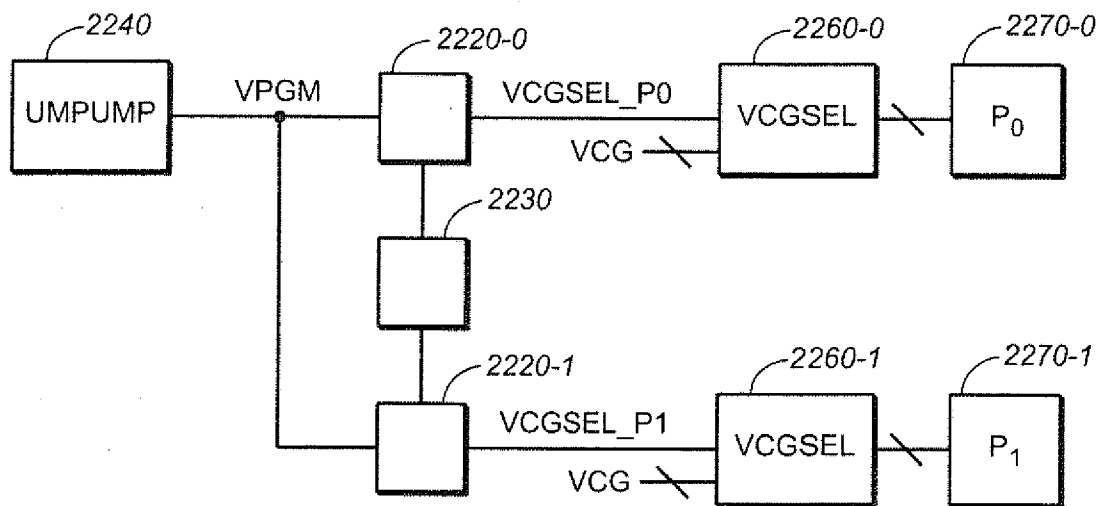 2240
2220-0
2260-0
2270-0
UMPUMP
VPGM
VCGSEL_P0
VCG
VCGSEL
P0
2230
2220-1
2260-1
2270-1
VCGSEL_P1
VCG
VCGSEL
P1